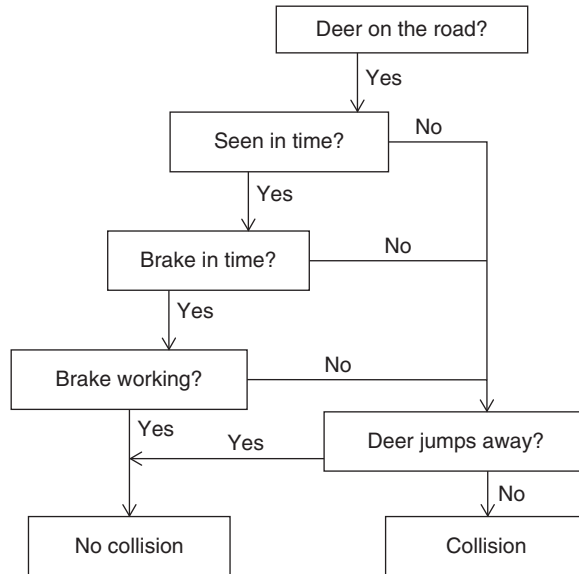 Deer on the road?
Yes
Seen in time?
No
Yes
Brake in time?
No
Yes
Brake working?
No
Yes
Deer jumps away?
Yes
No
No collision
Collision